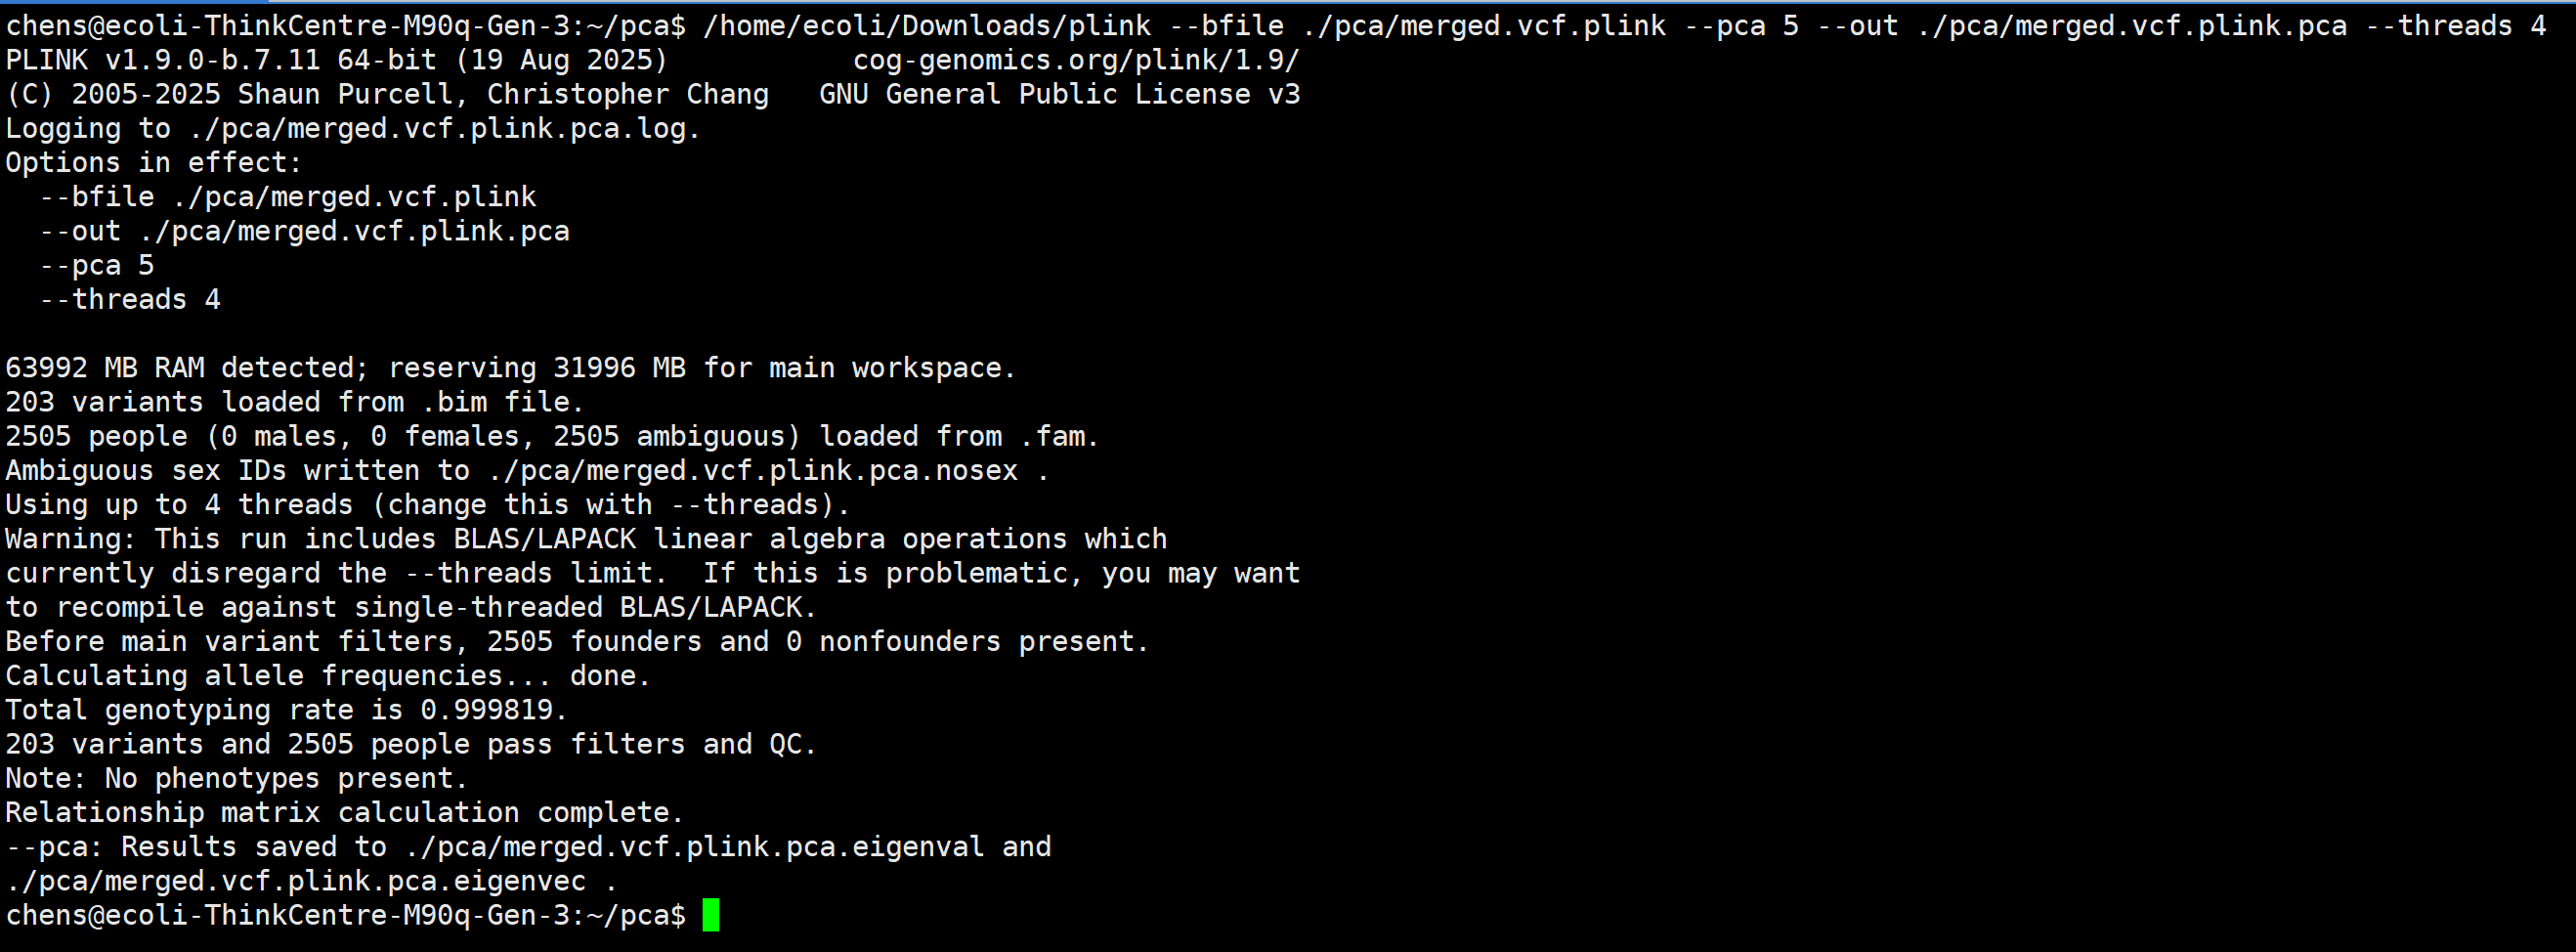 chens@ecoli-ThinkCentre-M90q-Gen-3:~/pca$ /home/ecoli/Downloads/plink --bfile ./pca/merged.vcf.plink --pca 5 --out ./pca/merged.vcf.plink.pca --threads 4
PLINK v1.9.0-b.7.11 64-bit (19 Aug 2025)           cog-genomics.org/plink/1.9/
(C) 2005-2025 Shaun Purcell, Christopher Chang   GNU General Public License v3
Logging to ./pca/merged.vcf.plink.pca.log.
Options in effect:
  --bfile ./pca/merged.vcf.plink
  --out ./pca/merged.vcf.plink.pca
  --pca 5
  --threads 4

63992 MB RAM detected; reserving 31996 MB for main workspace.
203 variants loaded from .bim file.
2505 people (0 males, 0 females, 2505 ambiguous) loaded from .fam.
Ambiguous sex IDs written to ./pca/merged.vcf.plink.pca.nosex .
Using up to 4 threads (change this with --threads).
Warning: This run includes BLAS/LAPACK linear algebra operations which
currently disregard the --threads limit.  If this is problematic, you may want
to recompile against single-threaded BLAS/LAPACK.
Before main variant filters, 2505 founders and 0 nonfounders present.
Calculating allele frequencies... done.
Total genotyping rate is 0.999819.
203 variants and 2505 people pass filters and QC.
Note: No phenotypes present.
Relationship matrix calculation complete.
--pca: Results saved to ./pca/merged.vcf.plink.pca.eigenval and
./pca/merged.vcf.plink.pca.eigenvec .
chens@ecoli-ThinkCentre-M90q-Gen-3:~/pca$